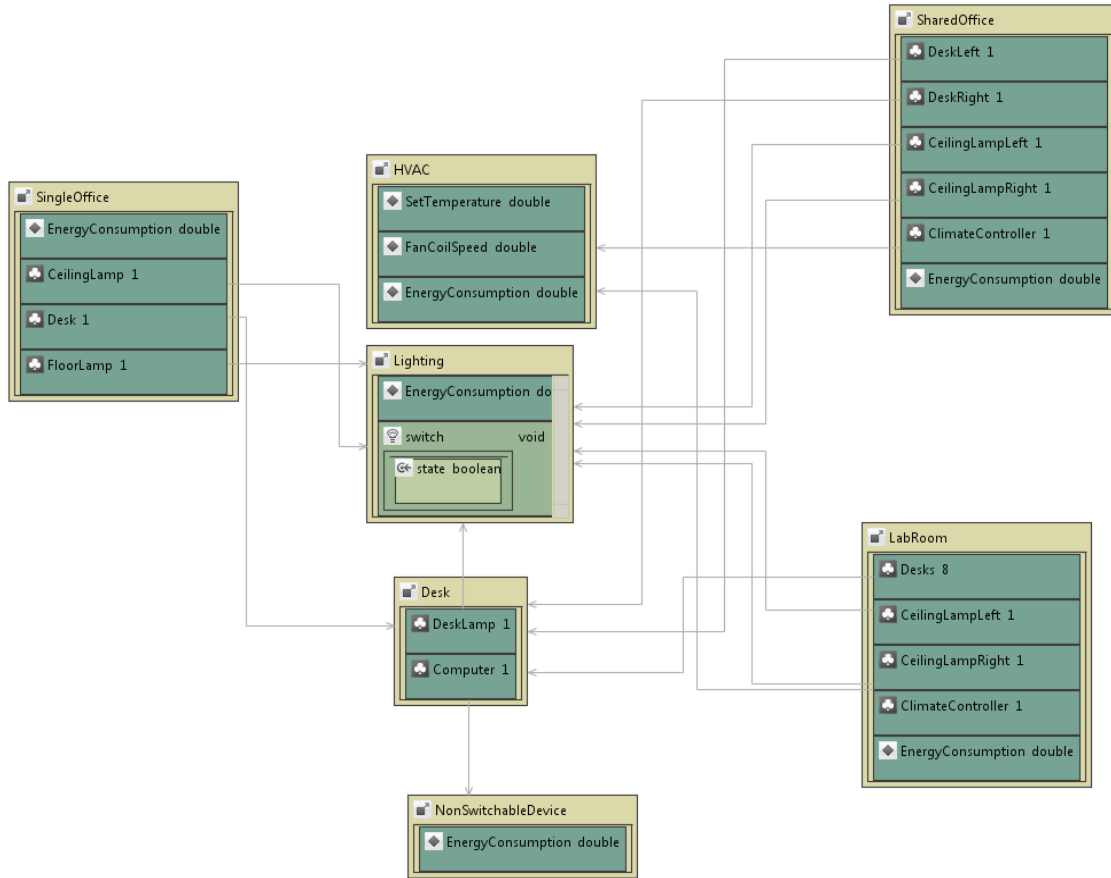 SharedOffice
DeskLeft 1
DeskRight 1
CeilingLampLeft 1
CeilingLampRight 1
ClimateController 1
EnergyConsumption double
HVAC
SetTemperature double
FanCoilSpeed double
EnergyConsumption double
SingleOffice
EnergyConsumption double
CeilingLamp 1
Desk 1
FloorLamp 1
Lighting
EnergyConsumption do
switch void
state boolean
LabRoom
Desks 8
CeilingLampLeft 1
CeilingLampRight 1
ClimateController 1
EnergyConsumption double
Desk
DeskLamp 1
Computer 1
NonSwitchableDevice
EnergyConsumption double